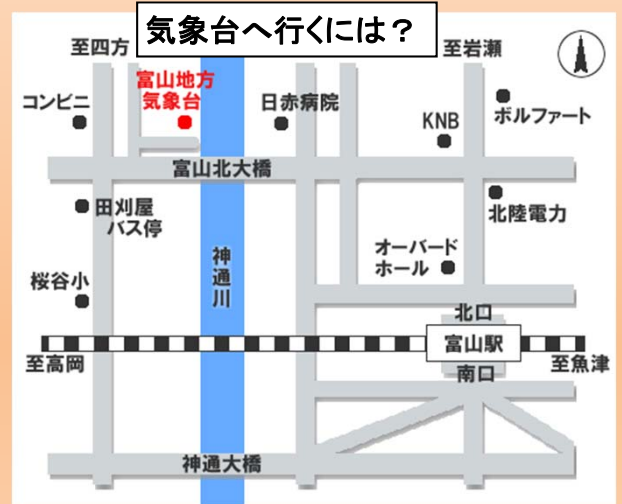 気象台へ行くには？
至四方
至岩瀬
富山地方
気象台
コンビニ
日赤病院
KNB
ボルファート
富山北大橋
田刈屋
バス停
北陸電力
神通川
オーバード
ホール
桜谷小
北口
富山駅
南口
至高岡
至魚津
神通大橋